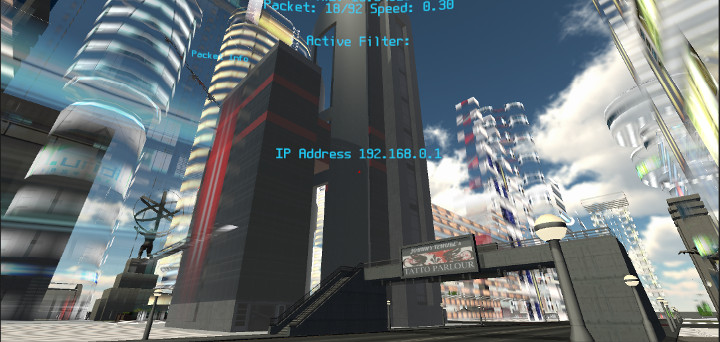 Packet: 18/92 Speed: 0.30
Active Filter:
Packet info
IP Address 192.168.0.1
TATTO PARLOUR